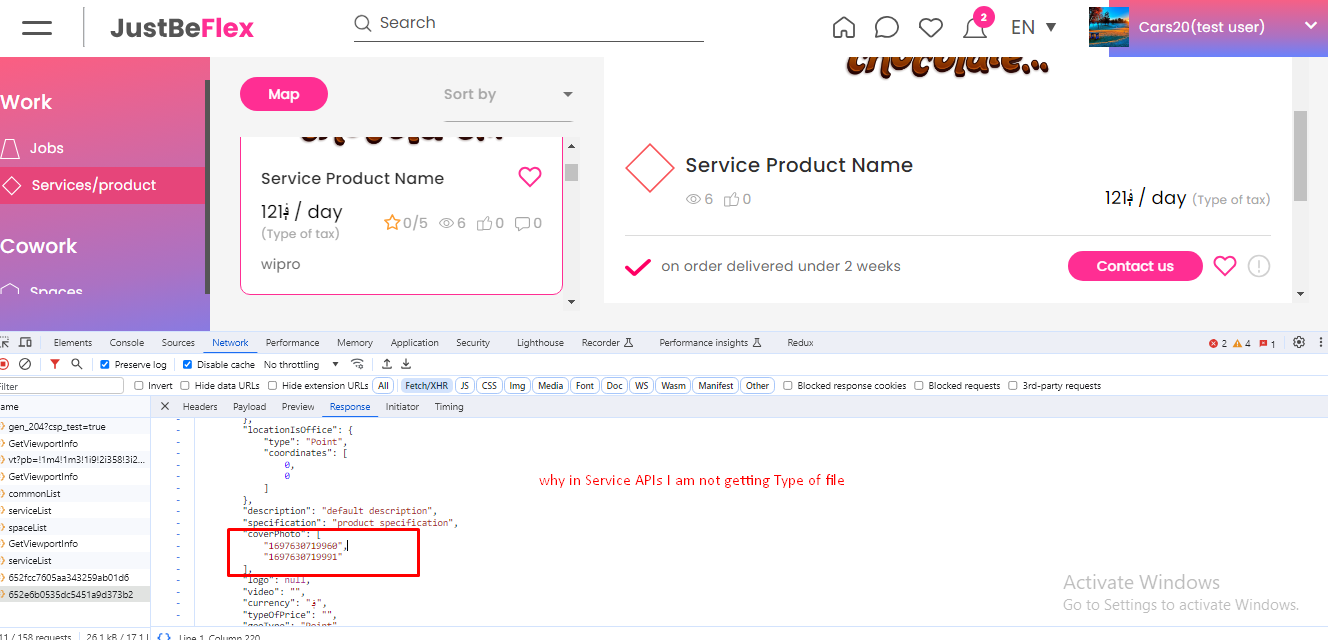 JustBeFlex
Search
2
EN ▼
Cars20(test user)
Work
Jobs
Services/product
Cowork
Spaces
Map
Sort by
Service Product Name
/ day
(Type of tax)
0/5
6
0
0
wipro
chocolate...
Service Product Name
6
0
/ day (Type of tax)
on order delivered under 2 weeks
Contact us
Elements Console Sources Network Performance Memory Application Security Lighthouse Recorder Performance insights Redux 2 4 1
Preserve log Disable cache No throttling
Filter Invert Hide data URLs Hide extension URLs All Fetch/XHR JS CSS Img Media Font Doc WS Wasm Manifest Other Blocked response cookies Blocked requests 3rd-party requests
ame
Headers Payload Preview Response Initiator Timing
gen_204?csp_test=true
GetViewportInfo
vt?pb=!1m4!1m3!1i9!2i358!3i2...
GetViewportInfo
commonList
serviceList
spaceList
GetViewportInfo
serviceList
652fcc7605aa343259ab01d6
652e6b0535dc5451a9d373b2
},
"locationIsOffice": {
"type": "Point",
"coordinates": [
0,
0
]
},
"description": "default description",
"specification": "product specification",
"coverPhoto": [
"1697630719960",
"1697630719991"
],
"logo": null,
"video": "",
"currency": "؋",
"typeOfPrice": "",
"geoType": "Point",
why in Service APIs I am not getting Type of file
Activate Windows
Go to Settings to activate Windows.
11 / 158 requests 26.1 kB / 17.1
{} Line 1, Column 220